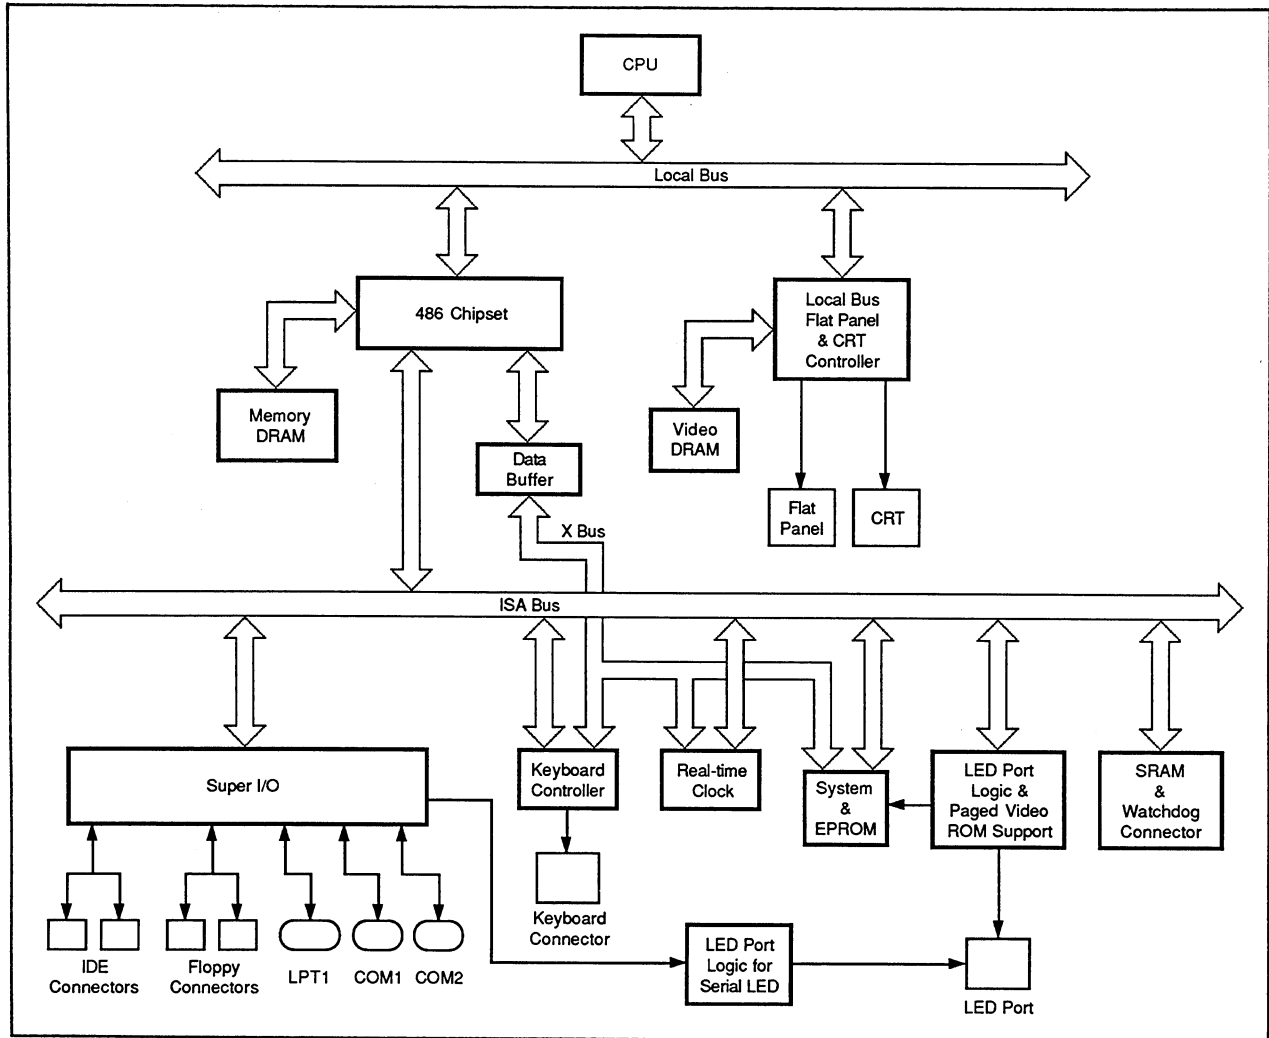 CPU
Local Bus
486 Chipset
Local Bus
Flat Panel
& CRT
Controller
Memory
DRAM
Video
DRAM
Data
Buffer
Flat
Panel
CRT
X Bus
ISA Bus
Super I/O
Keyboard
Controller
Real-time
Clock
System
&
EPROM
LED Port
Logic &
Paged Video
ROM Support
SRAM
&
Watchdog
Connector
IDE
Connectors
Floppy
Connectors
LPT1
COM1
COM2
Keyboard
Connector
LED Port
Logic for
Serial LED
LED Port